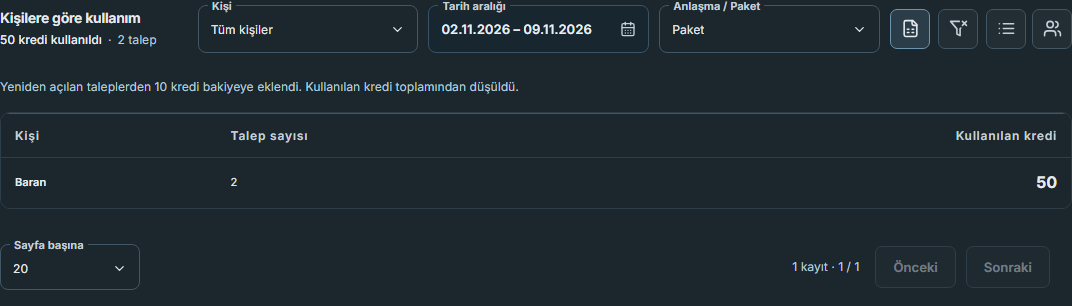 Kişilere göre kullanım
50 kredi kullanıldı · 2 talep
Kişi
Tüm kişiler
Tarih aralığı
02.11.2026 – 09.11.2026
Anlaşma / Paket
Paket
Yeniden açılan taleplerden 10 kredi bakiyeye eklendi. Kullanılan kredi toplamından düşüldü.
Kişi Talep sayısı Kullanılan kredi
Baran 2 50
Sayfa başına
20
1 kayıt · 1 / 1 Önceki Sonraki